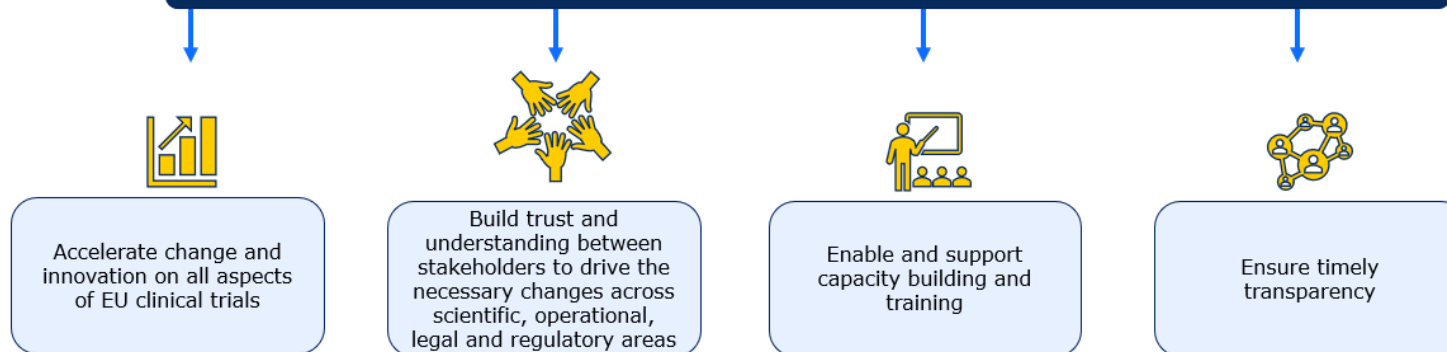 Accelerate change and
innovation on all aspects
of EU clinical trials
Build trust and
understanding between
stakeholders to drive the
necessary changes across
scientific, operational,
legal and regulatory areas
Enable and support
capacity building and
training
Ensure timely
transparency